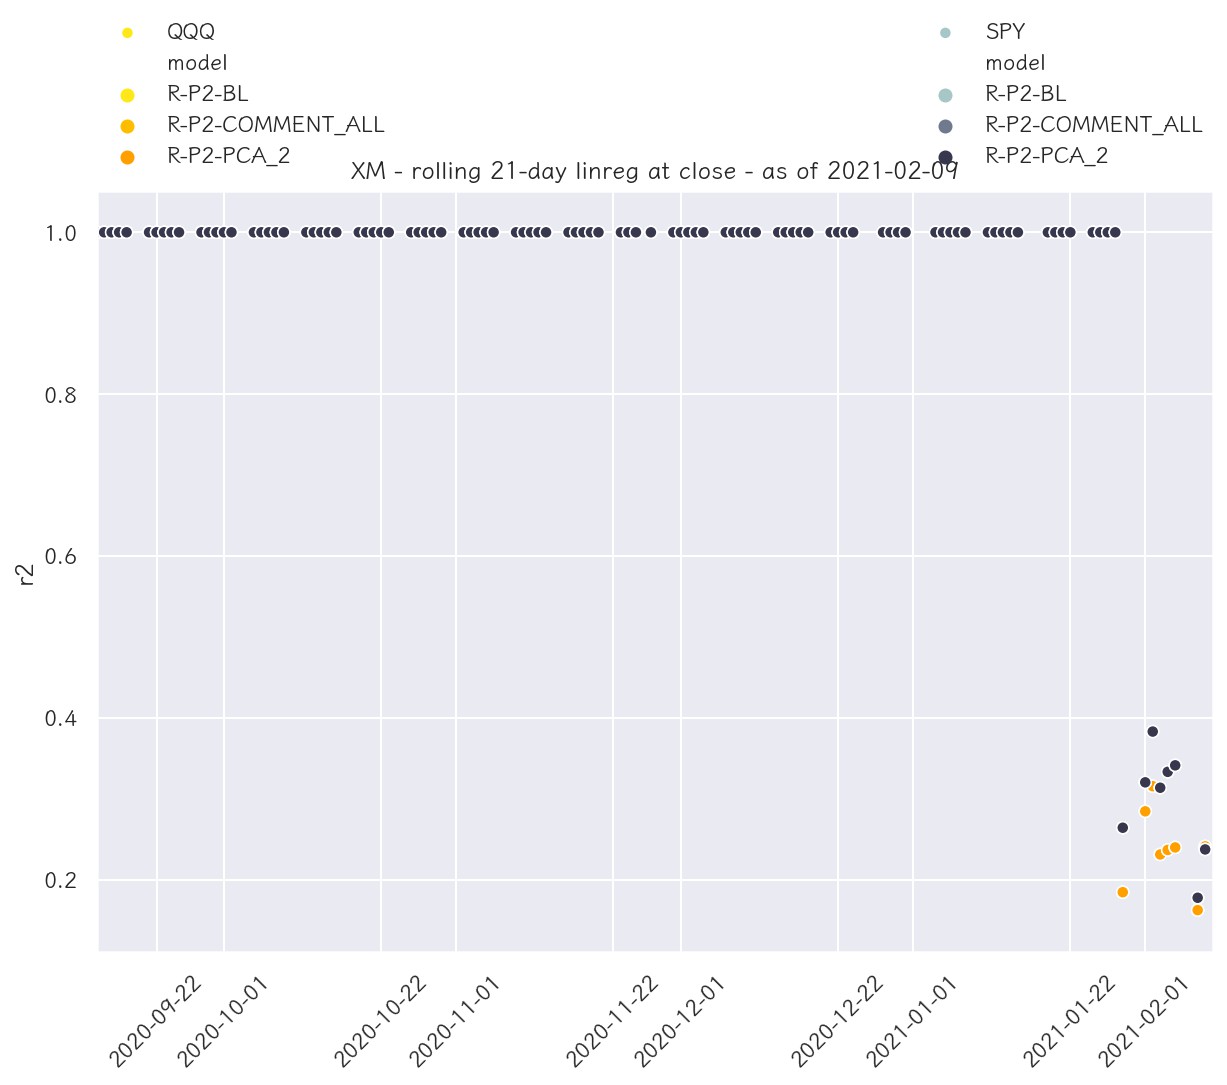 QQQ
model
R-P2-BL
R-P2-COMMENT_ALL
R-P2-PCA_2
SPY
model
R-P2-BL
R-P2-COMMENT_ALL
R-P2-PCA_2
XM - rolling 21-day linreg at close - as of 2021-02-09
1.0
0.8
0.6
0.4
0.2
r2
2020-09-22
2020-10-01
2020-10-22
2020-11-01
2020-11-22
2020-12-01
2020-12-22
2021-01-01
2021-01-22
2021-02-01